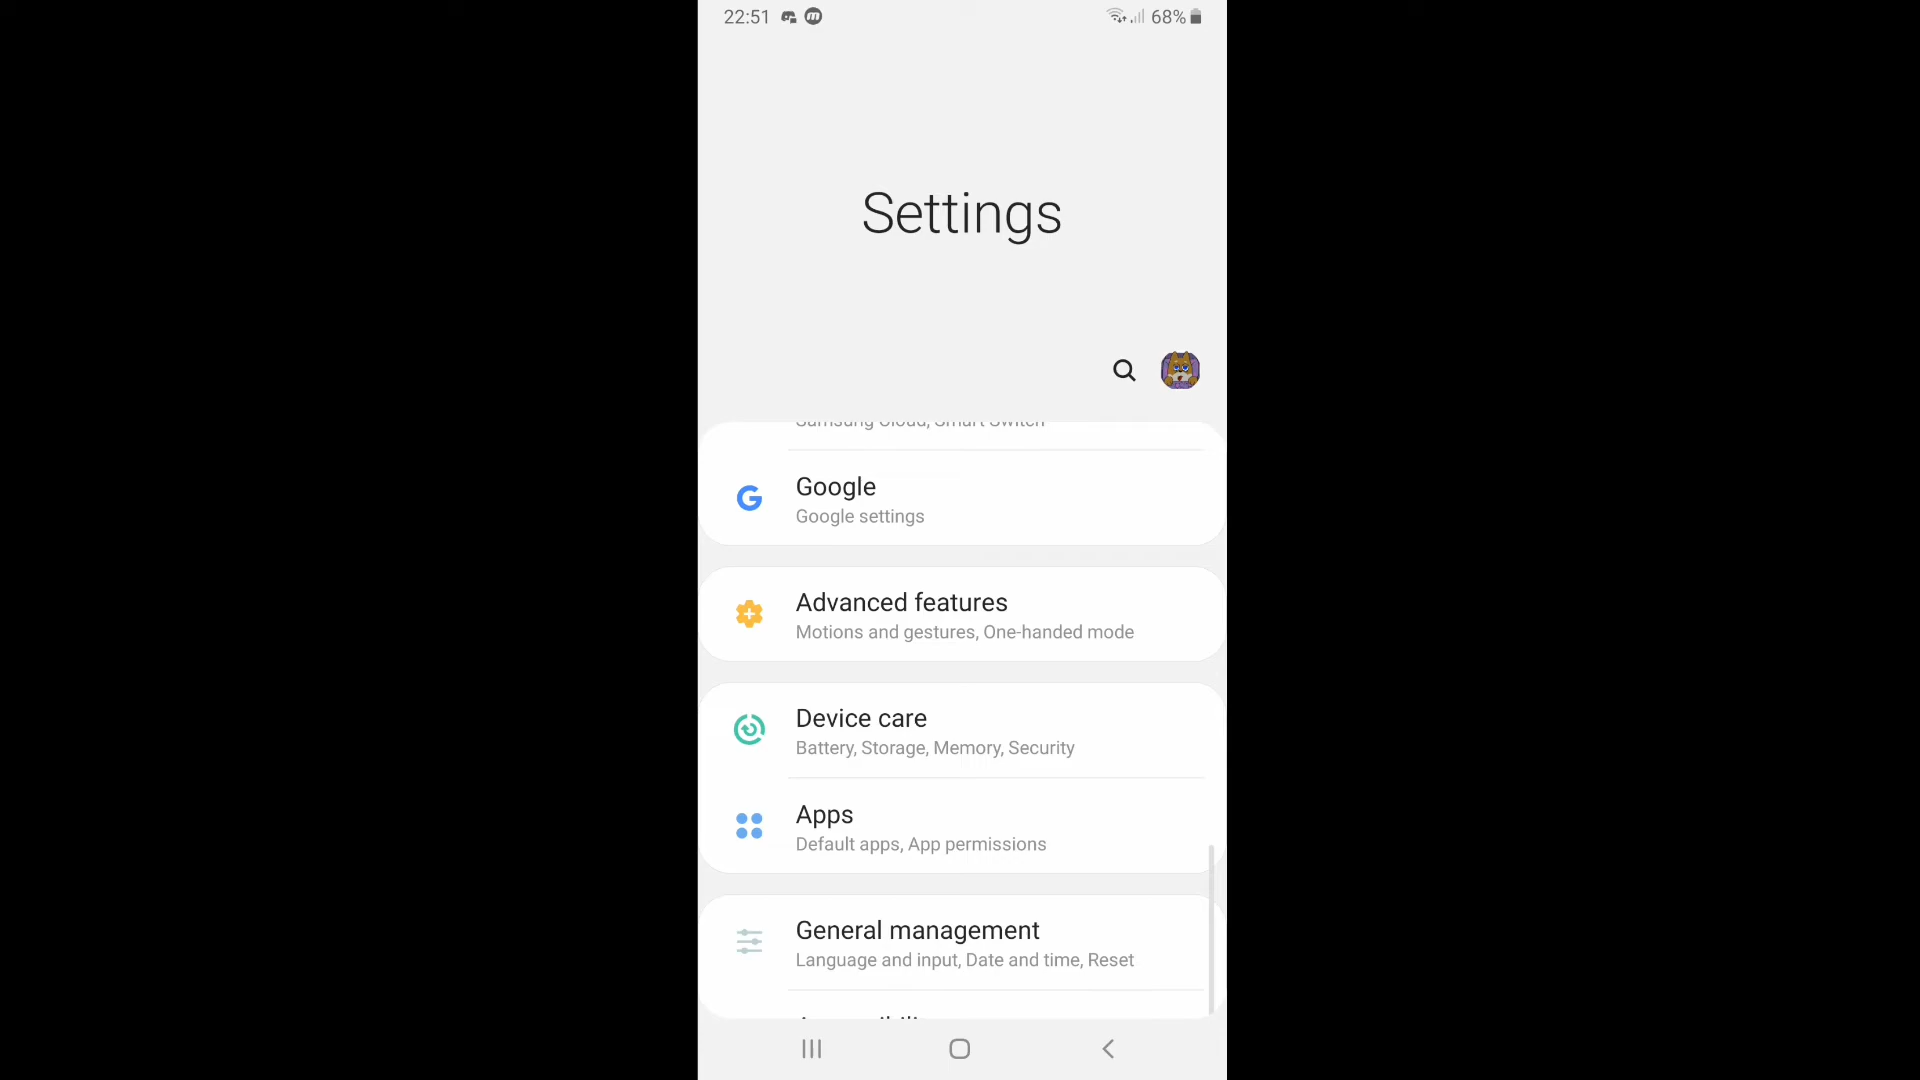 22:51
68%
Settings
Samsung Cloud, Smart Switch
Google
Google settings
Advanced features
Motions and gestures, One-handed mode
Device care
Battery, Storage, Memory, Security
Apps
Default apps, App permissions
General management
Language and input, Date and time, Reset